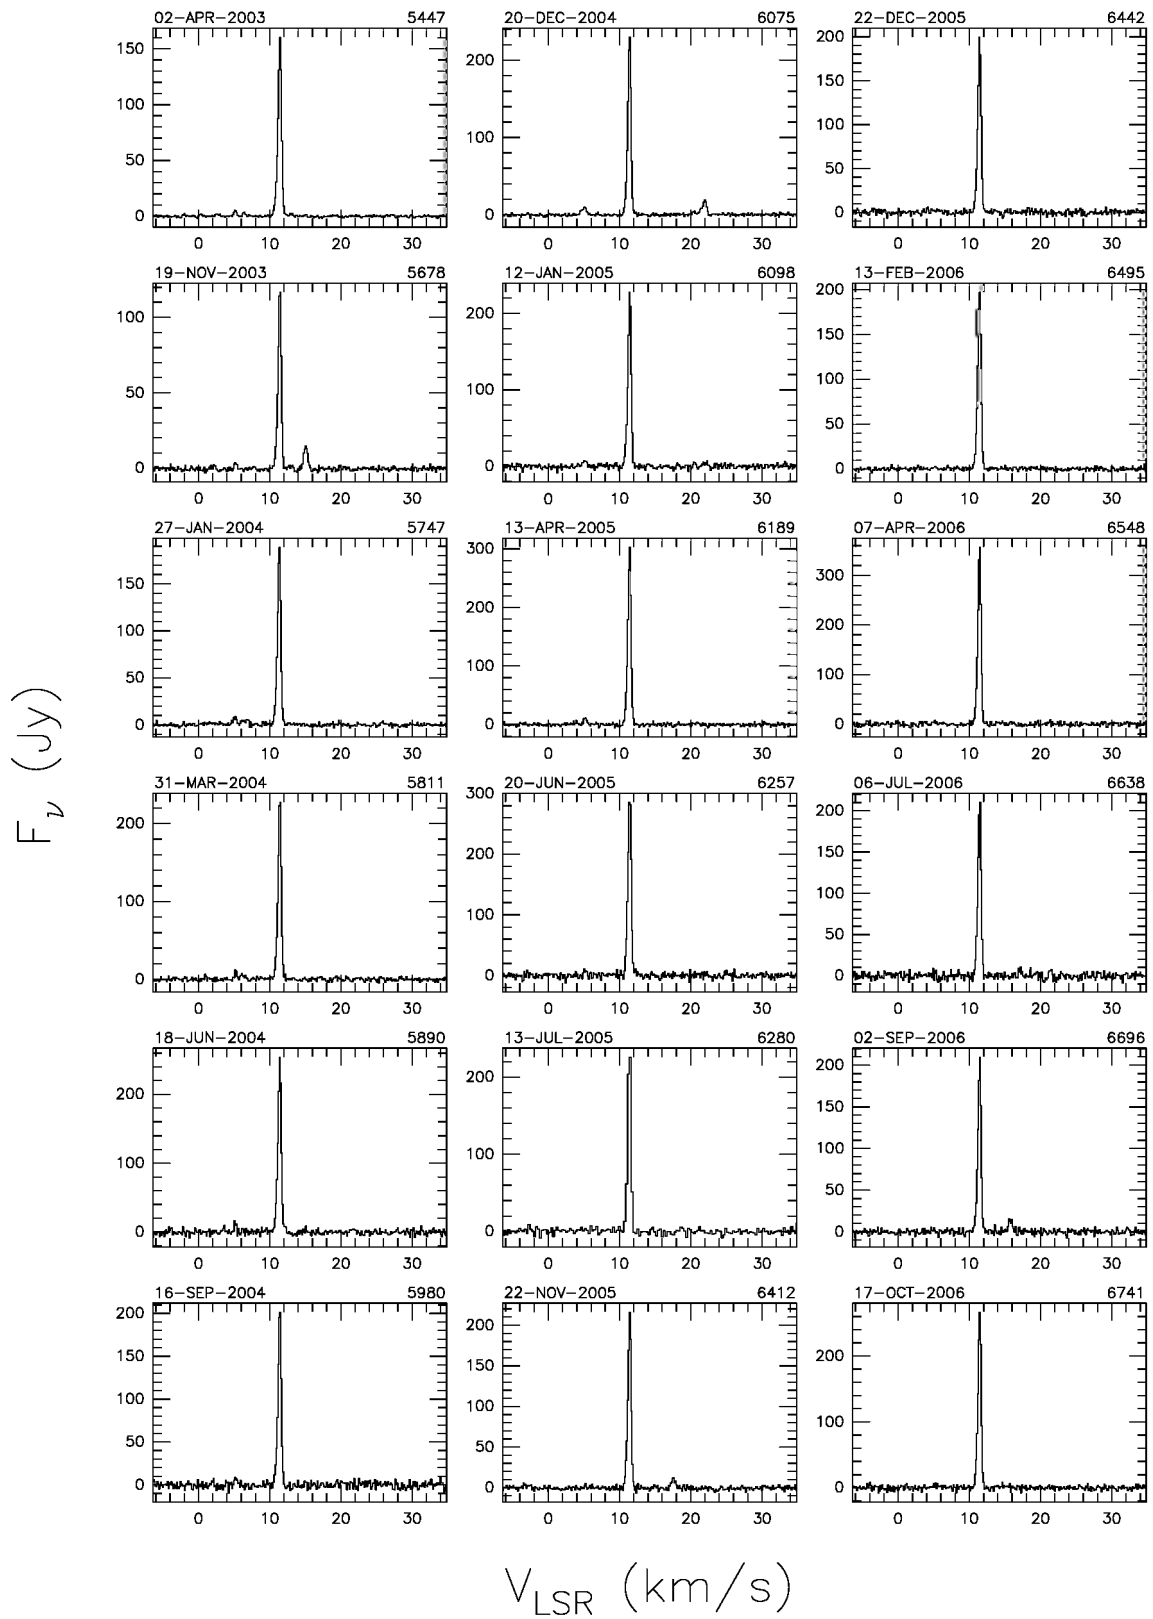 02-APR-2003 5447
150
100
50
0
0 10 20 30
20-DEC-2004 6075
200
100
0
0 10 20 30
22-DEC-2005 6442
200
150
100
50
0
0 10 20 30
19-NOV-2003 5678
100
50
0
0 10 20 30
12-JAN-2005 6098
200
100
0
0 10 20 30
13-FEB-2006 6495
200
150
100
50
0
0 10 20 30
27-JAN-2004 5747
150
100
50
0
0 10 20 30
13-APR-2005 6189
300
200
100
0
0 10 20 30
07-APR-2006 6548
300
200
100
0
0 10 20 30
31-MAR-2004 5811
200
100
0
0 10 20 30
20-JUN-2005 6257
300
200
100
0
0 10 20 30
06-JUL-2006 6638
200
150
100
50
0
0 10 20 30
18-JUN-2004 5890
200
100
0
0 10 20 30
13-JUL-2005 6280
200
100
0
0 10 20 30
02-SEP-2006 6696
200
150
100
50
0
0 10 20 30
16-SEP-2004 5980
200
150
100
50
0
0 10 20 30
22-NOV-2005 6412
200
150
100
50
0
0 10 20 30
17-OCT-2006 6741
200
100
0
0 10 20 30
F_ν (Jy)
V_LSR (km/s)